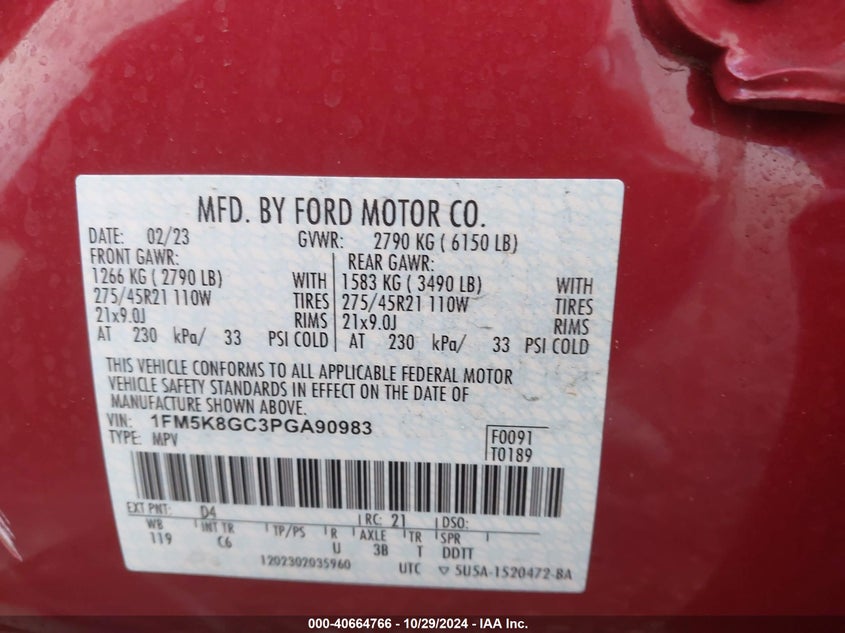 MFD. BY FORD MOTOR CO.
DATE: 02/23 GVWR: 2790 KG ( 6150 LB)
FRONT GAWR: REAR GAWR:
1266 KG ( 2790 LB) WITH 1583 KG ( 3490 LB) WITH
275/45R21 110W TIRES 275/45R21 110W TIRES
21x9.0J RIMS 21x9.0J RIMS
AT 230 kPa/ 33 PSI COLD AT 230 kPa/ 33 PSI COLD
THIS VEHICLE CONFORMS TO ALL APPLICABLE FEDERAL MOTOR
VEHICLE SAFETY STANDARDS IN EFFECT ON THE DATE OF
MANUFACTURE SHOWN ABOVE.
VIN: 1FM5K8GC3PGA90983 F0091
TYPE: MPV T0189
EXT PNT: D4 RC: 21 DSO:
WB INT TR TP/PS R AXLE TR SPR
119 C6 U 3B T DDTT
1202302035960 UTC ▽ 5U5A-1520472-BA
000-40664766 - 10/29/2024 - IAA Inc.